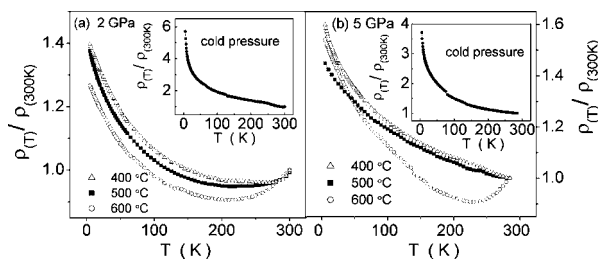 (a) 2 GPa
ρ(T)/ ρ(300K)
1.4
1.2
1.0
0 100 200 300
T ( K )
△ 400 °C
■ 500 °C
○ 600 °C
cold pressure
ρ(T)/ ρ(300K)
6
4
2
0 100 200 300
T ( K )
(b) 5 GPa
ρ(T)/ ρ(300K)
1.6
1.4
1.2
1.0
0 100 200 300
T ( K )
△ 400 °C
■ 500 °C
○ 600 °C
cold pressure
ρ(T)/ ρ(300K)
4
3
2
1
0 100 200 300
T ( K )